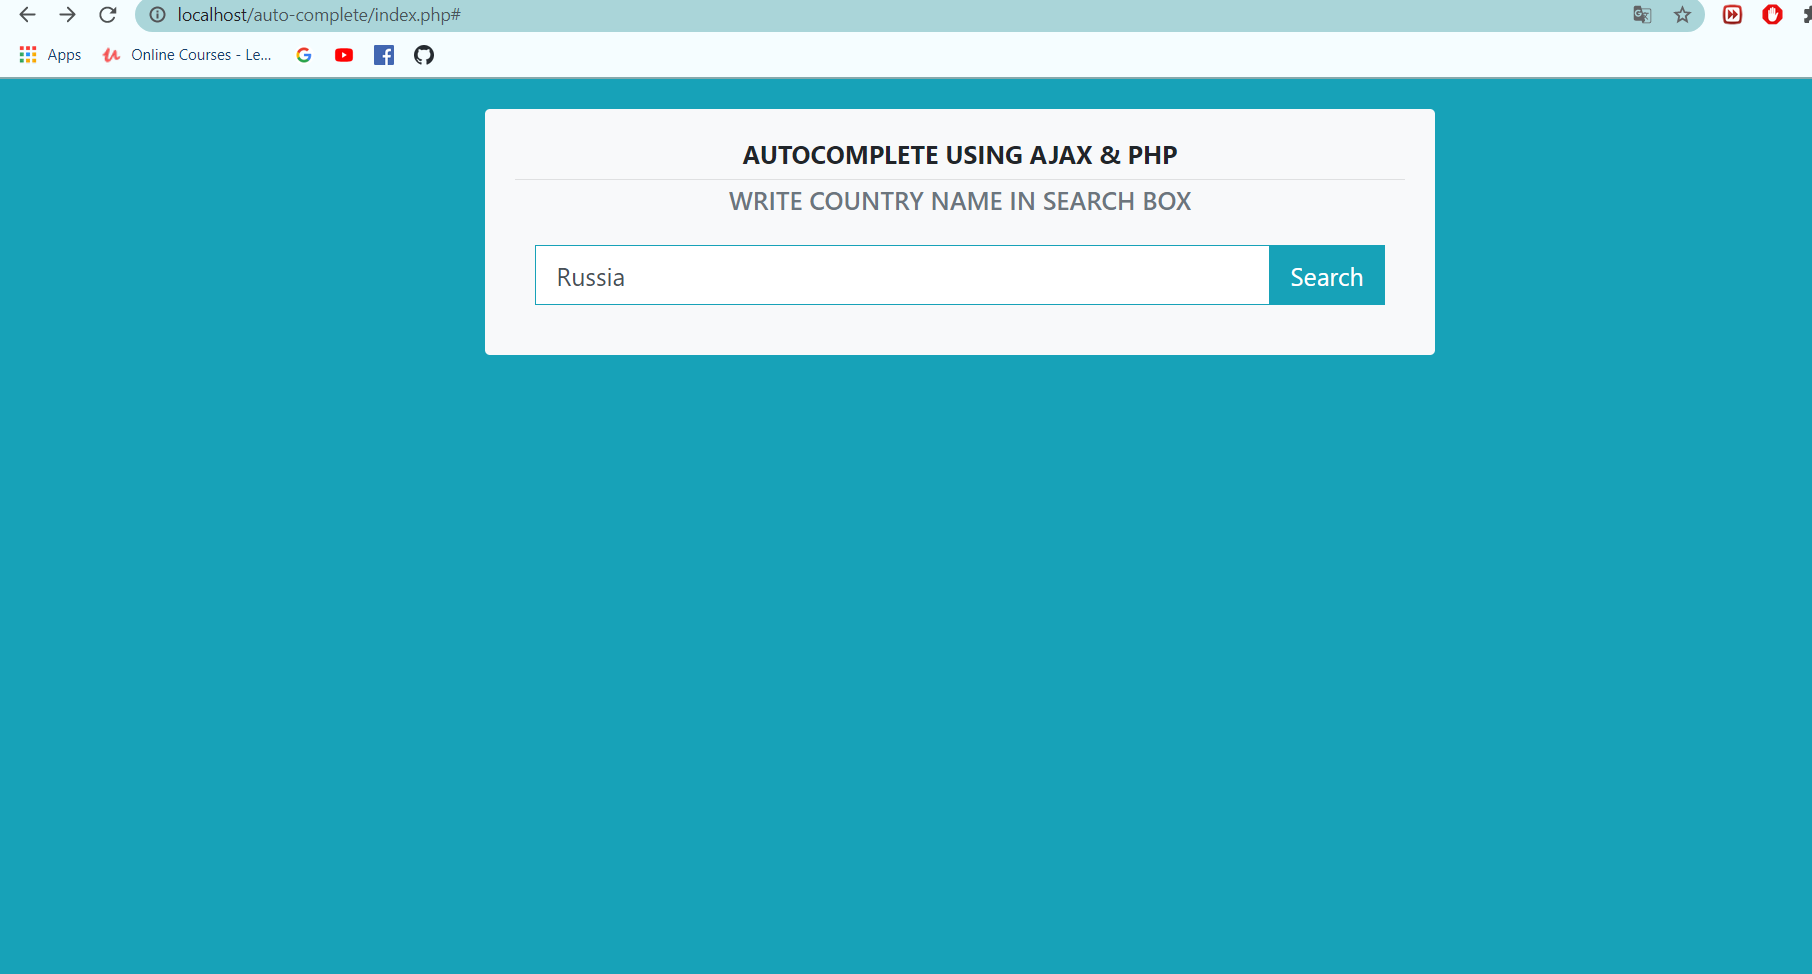 localhost/auto-complete/index.php#
Apps
Online Courses - Le...
AUTOCOMPLETE USING AJAX & PHP
WRITE COUNTRY NAME IN SEARCH BOX
Russia
Search